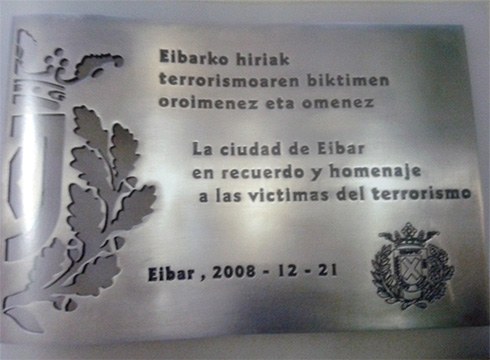 Eibarko hiriak
terrorismoaren biktimen
oroimenez eta omenez
La ciudad de Eibar
en recuerdo y homenaje
a las victimas del terrorismo
Eibar , 2008 - 12 - 21